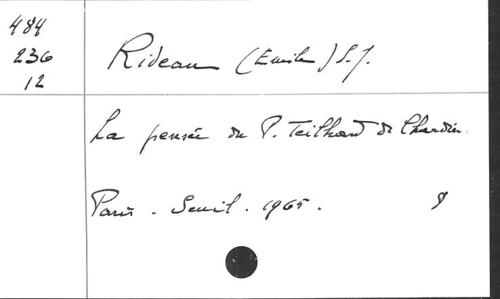 484
236
12
Rideau (Emile) S.J.
La pensée du P. Teilhard de Chardin.
Paris. Seuil. 1965.